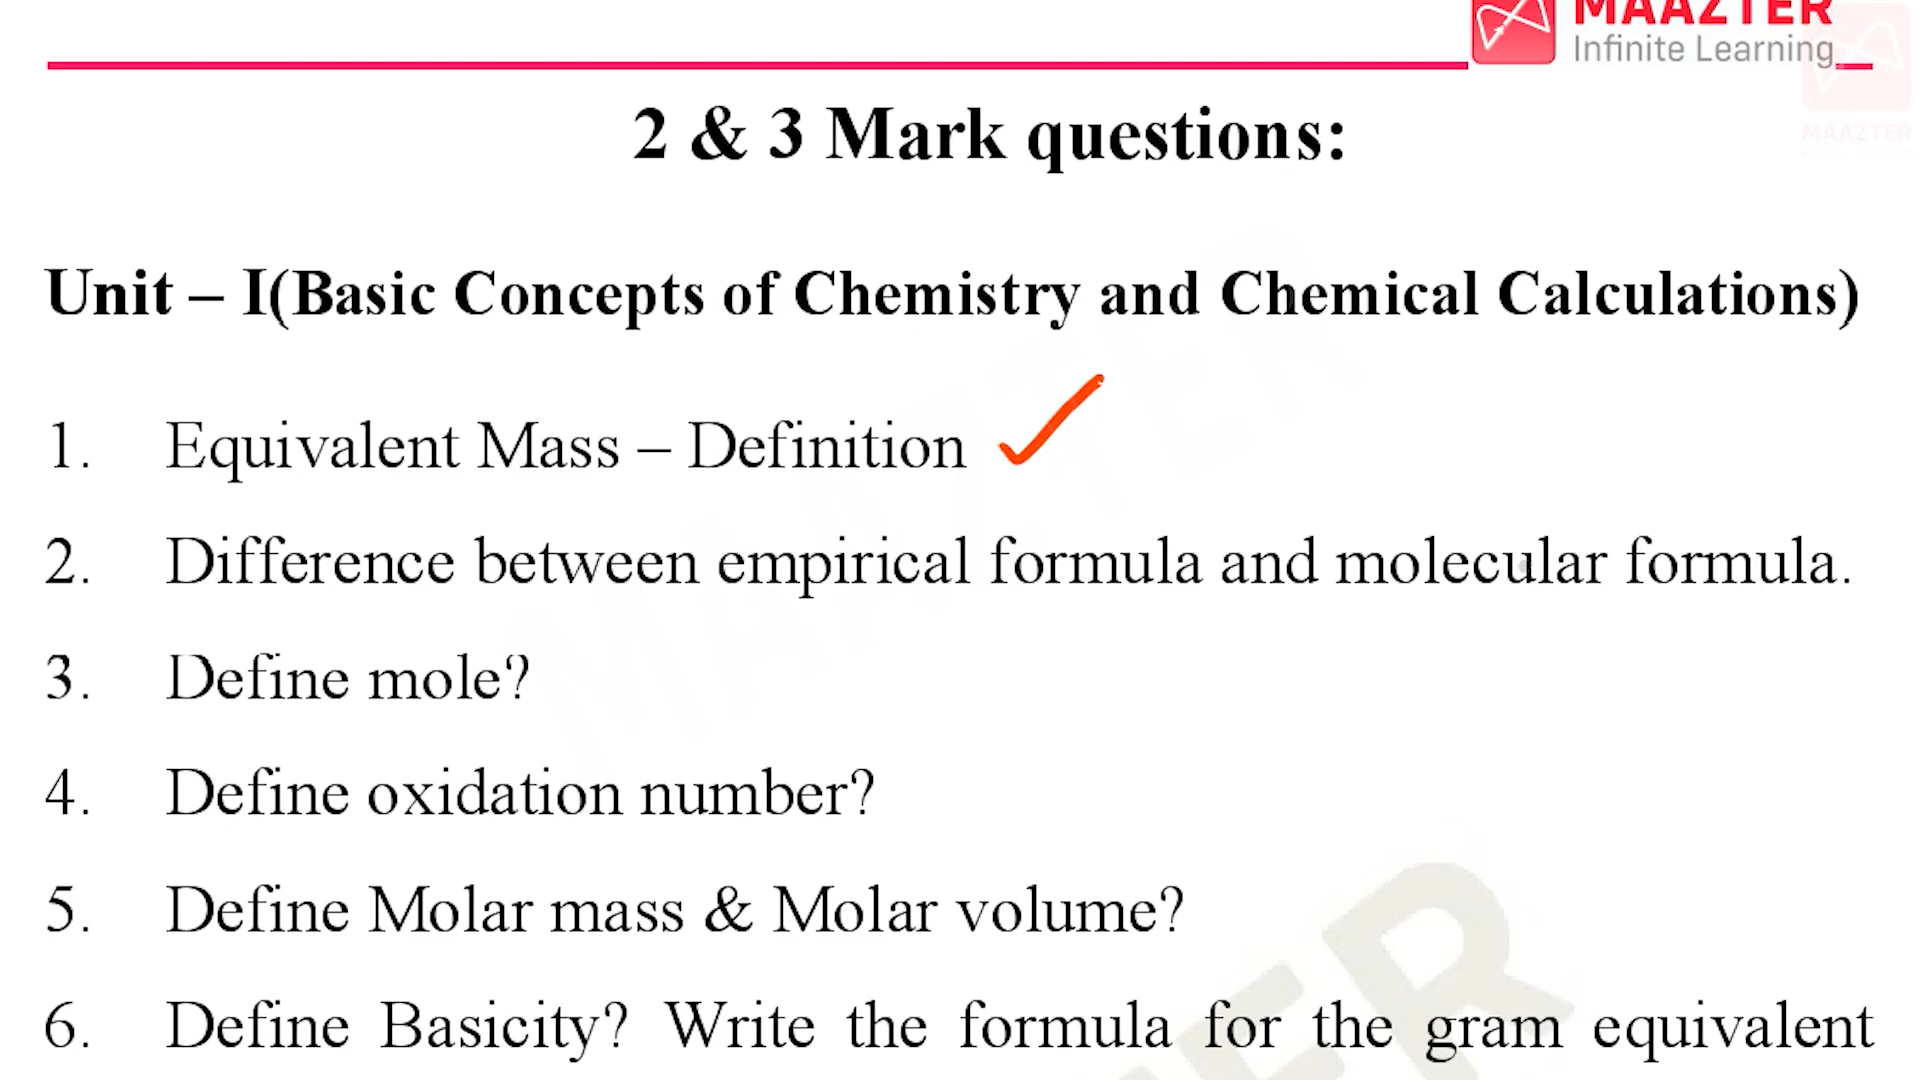 MAAZTER
Infinite Learning
MAAZTER
2 & 3 Mark questions:
Unit – I(Basic Concepts of Chemistry and Chemical Calculations)
1. Equivalent Mass – Definition
2. Difference between empirical formula and molecular formula.
3. Define mole?
4. Define oxidation number?
5. Define Molar mass & Molar volume?
6. Define Basicity? Write the formula for the gram equivalent